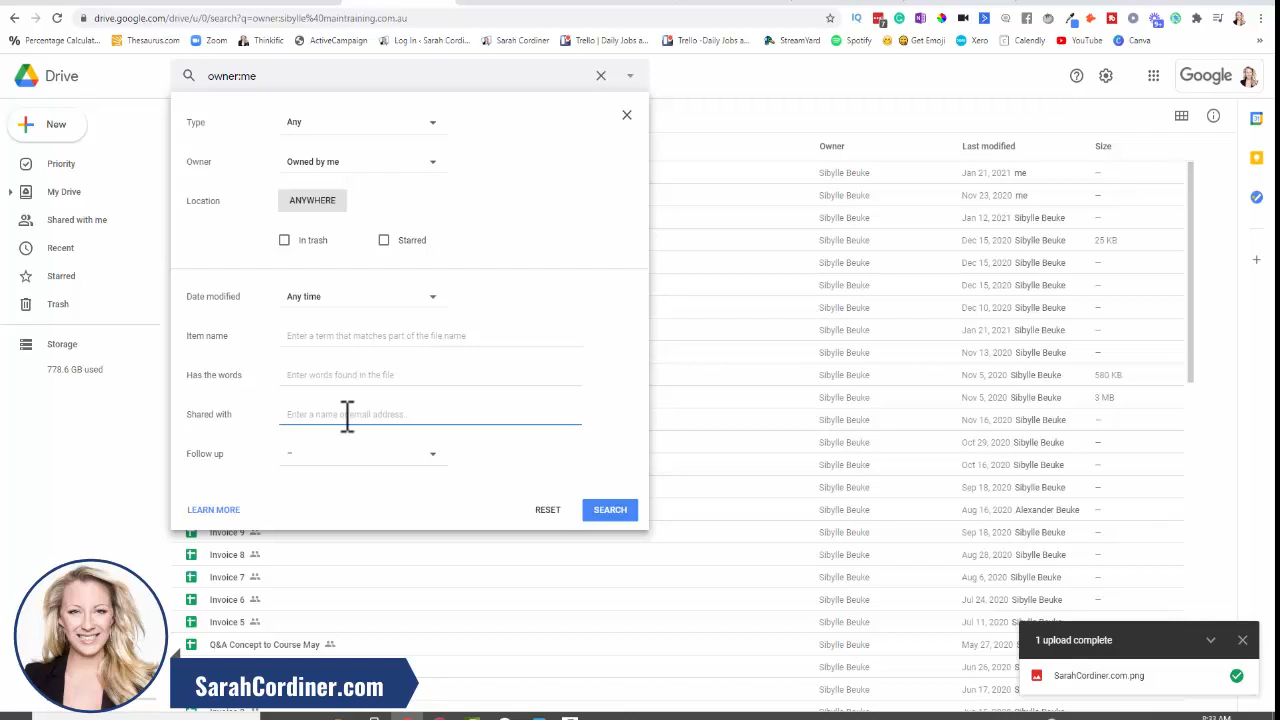 drive.google.com/drive/u/0/search?q=owner:sibylle%40maintraining.com.au
Percentage Calculat... Thesaurus.com Zoom Thinkific ActiveCampaign Log In - Sarah Cordi... Sarah Cordiner Trello | Daily Jobs a... Trello -Daily Jobs a... StreamYard Spotify Get Emoji Xero Calendly YouTube Canva
Drive
owner:me
Google
New
Priority
My Drive
Shared with me
Recent
Starred
Trash
Storage
778.6 GB used
Type Any
Owner Owned by me
Location ANYWHERE
In trash Starred
Date modified Any time
Item name Enter a term that matches part of the file name
Has the words Enter words found in the file
Shared with Enter a name or email address...
Follow up –
LEARN MORE RESET SEARCH
Owner Last modified Size
Sibylle Beuke Jan 21, 2021 me –
Sibylle Beuke Nov 23, 2020 me –
Sibylle Beuke Jan 12, 2021 Sibylle Beuke –
Sibylle Beuke Dec 15, 2020 Sibylle Beuke 25 KB
Sibylle Beuke Dec 15, 2020 Sibylle Beuke –
Sibylle Beuke Dec 15, 2020 Sibylle Beuke –
Sibylle Beuke Dec 10, 2020 Sibylle Beuke –
Sibylle Beuke Jan 21, 2021 Sibylle Beuke –
Sibylle Beuke Nov 13, 2020 Sibylle Beuke –
Sibylle Beuke Nov 5, 2020 Sibylle Beuke 580 KB
Sibylle Beuke Nov 5, 2020 Sibylle Beuke 3 MB
Sibylle Beuke Nov 16, 2020 Sibylle Beuke –
Sibylle Beuke Oct 29, 2020 Sibylle Beuke –
Sibylle Beuke Oct 16, 2020 Sibylle Beuke –
Sibylle Beuke Sep 18, 2020 Sibylle Beuke –
Sibylle Beuke Aug 16, 2020 Alexander Beuke –
Invoice 9 Sibylle Beuke Sep 18, 2020 Sibylle Beuke –
Invoice 8 Sibylle Beuke Aug 28, 2020 Sibylle Beuke –
Invoice 7 Sibylle Beuke Aug 6, 2020 Sibylle Beuke –
Invoice 6 Sibylle Beuke Jul 24, 2020 Sibylle Beuke –
Invoice 5 Sibylle Beuke Jul 11, 2020 Sibylle Beuke –
Q&A Concept to Course May Sibylle Beuke May 27, 2020 Sibylle Beuke
Sibylle Beuke Jun 26, 2020 Sibylle Beuke
Sibylle Beuke Jun 17, 2020 Sibylle Beuke
1 upload complete
SarahCordiner.com.png
SarahCordiner.com